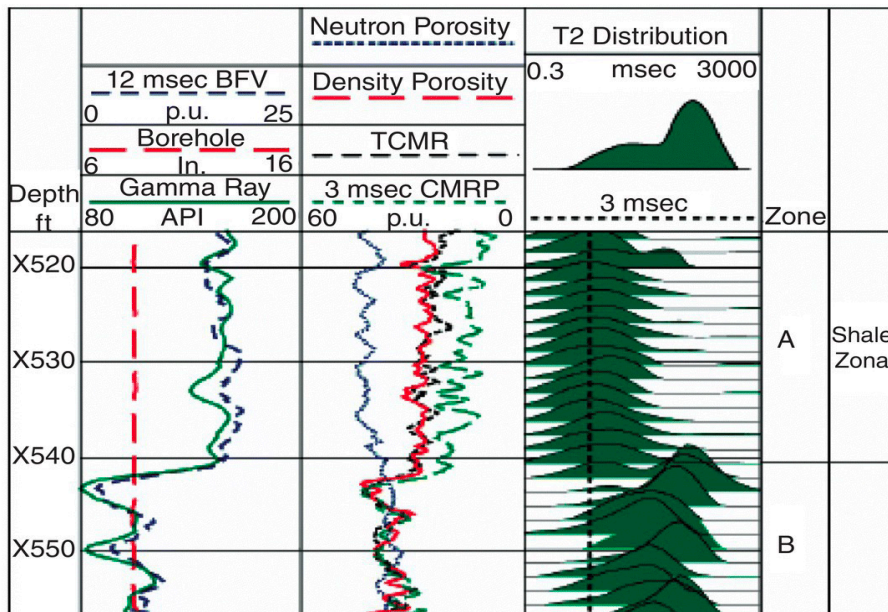 Neutron Porosity
T2 Distribution
12 msec BFV
Density Porosity
0.3 msec 3000
0 p.u. 25
Borehole
TCMR
6 In. 16
Depth
ft
Gamma Ray
3 msec CMRP
3 msec
80 API 200
60 p.u. 0
Zone
X520
X530
X540
X550
A
Shale
Zona
B